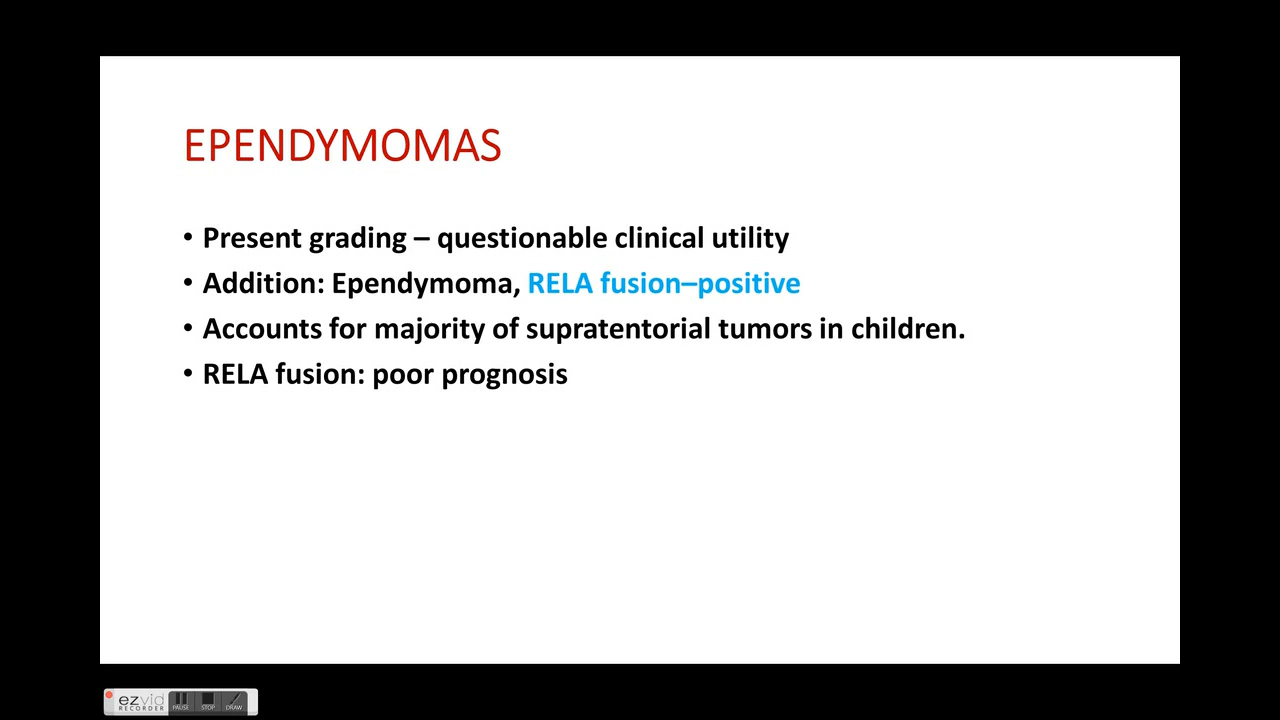 EPENDYMOMAS
• Present grading – questionable clinical utility
• Addition: Ependymoma, RELA fusion–positive
• Accounts for majority of supratentorial tumors in children.
• RELA fusion: poor prognosis
ezvid
RECORDER
PAUSE STOP DRAW